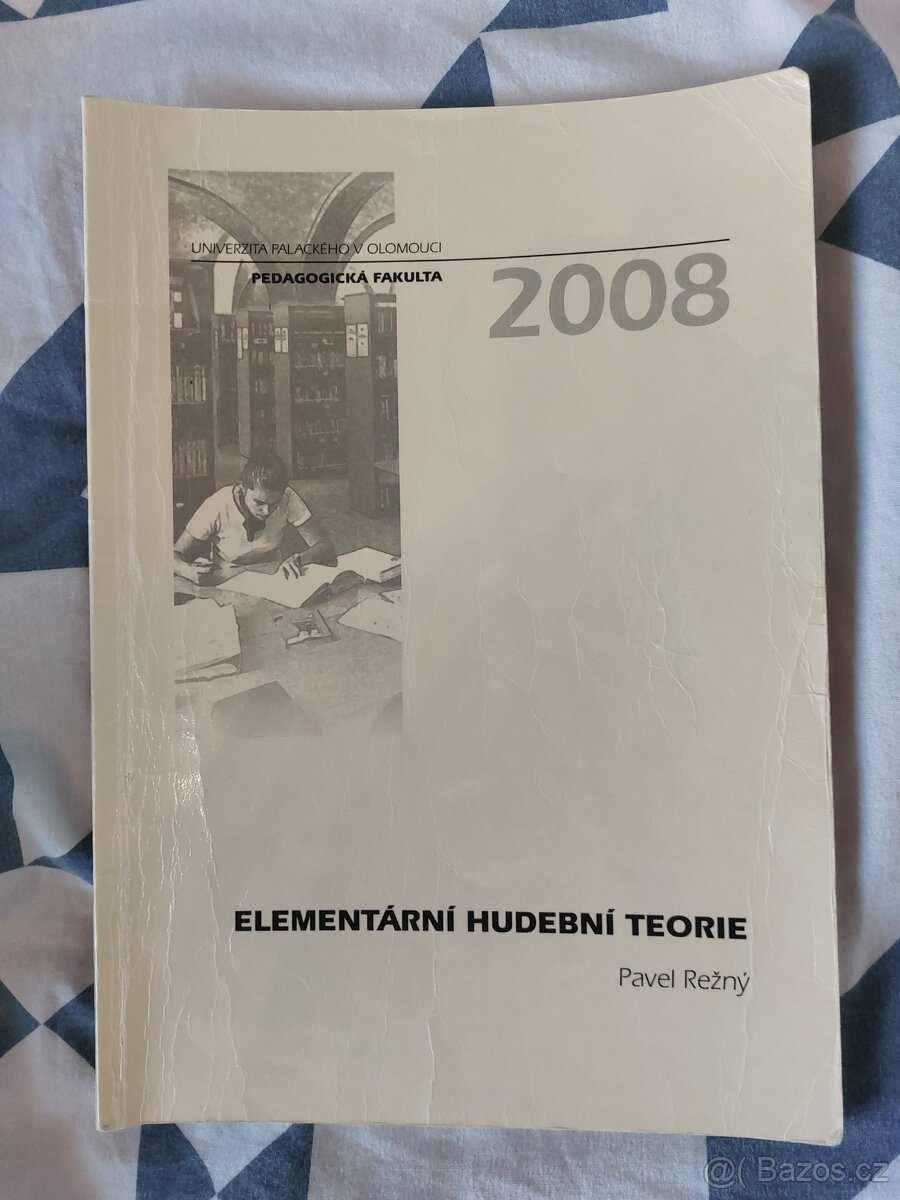 UNIVERZITA PALACKÉHO V OLOMOUCI
PEDAGOGICKÁ FAKULTA
2008
ELEMENTÁRNÍ HUDEBNÍ TEORIE
Pavel Režný
@( Bazos.cz